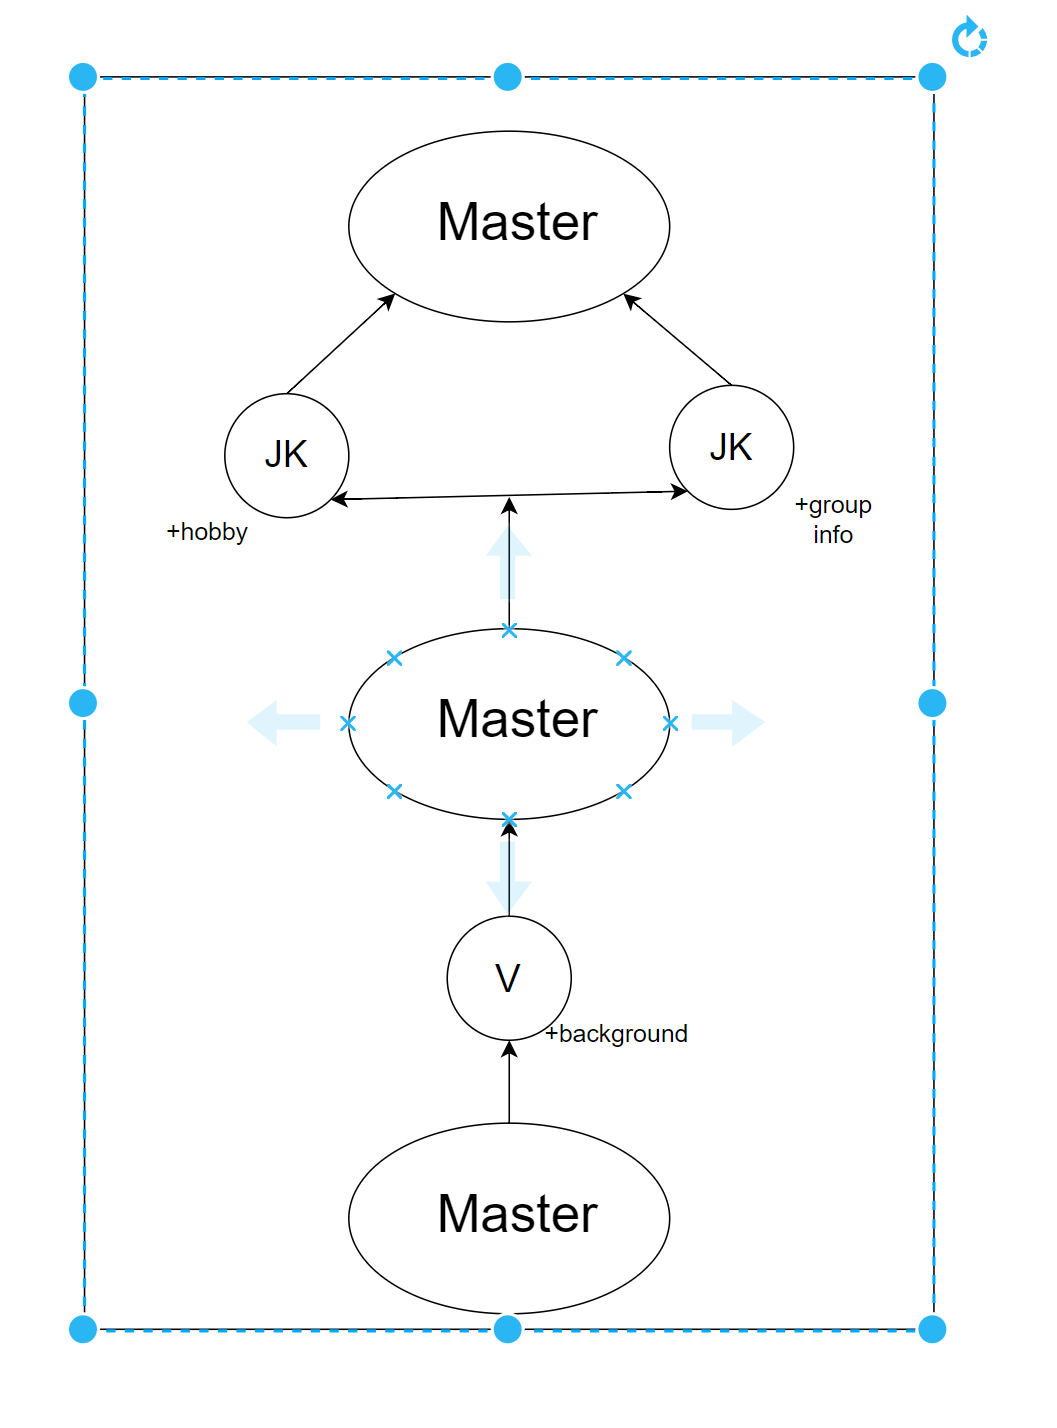 Master
JK
JK
+hobby
+group
info
Master
V
+background
Master